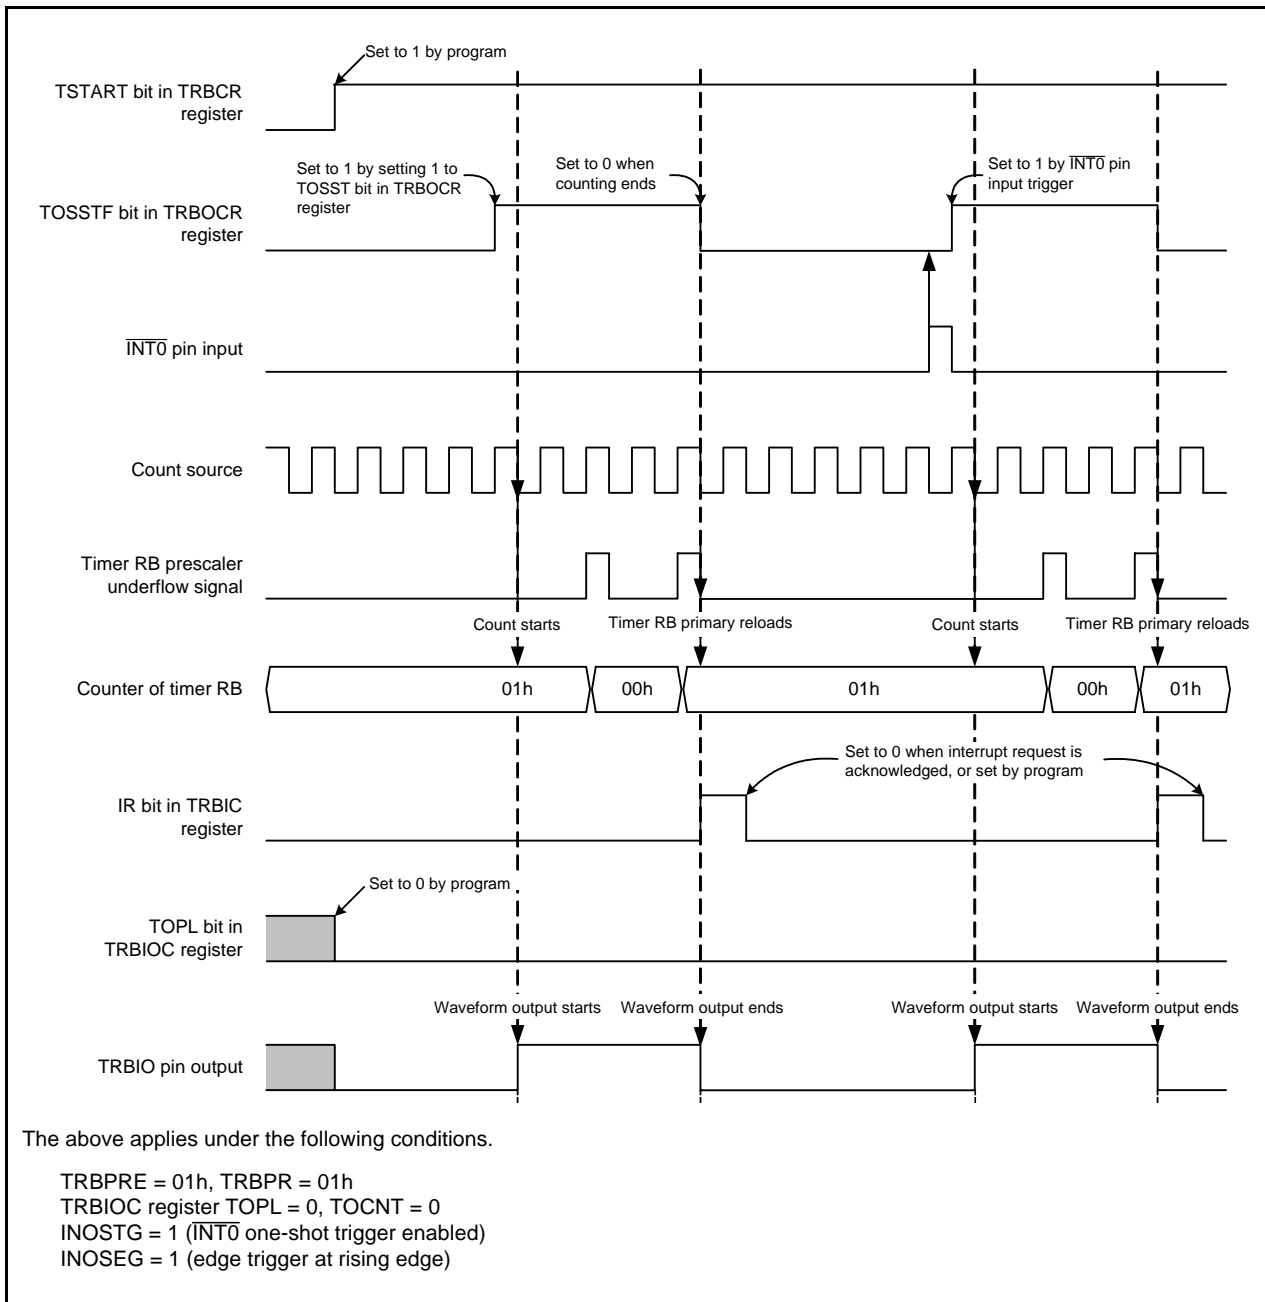 Set to 1 by program
TSTART bit in TRBCR
register
Set to 1 by setting 1 to
TOSST bit in TRBOCR
register
Set to 0 when
counting ends
Set to 1 by INT0 pin
input trigger
TOSSTF bit in TRBOCR
register
INT0 pin input
Count source
Timer RB prescaler
underflow signal
Count starts
Timer RB primary reloads
Count starts
Timer RB primary reloads
Counter of timer RB
01h
00h
01h
00h
01h
Set to 0 when interrupt request is
acknowledged, or set by program
IR bit in TRBIC
register
Set to 0 by program
TOPL bit in
TRBIOC register
Waveform output starts
Waveform output ends
Waveform output starts
Waveform output ends
TRBIO pin output
The above applies under the following conditions.
TRBPRE = 01h, TRBPR = 01h
TRBIOC register TOPL = 0, TOCNT = 0
INOSTG = 1 (INT0 one-shot trigger enabled)
INOSEG = 1 (edge trigger at rising edge)